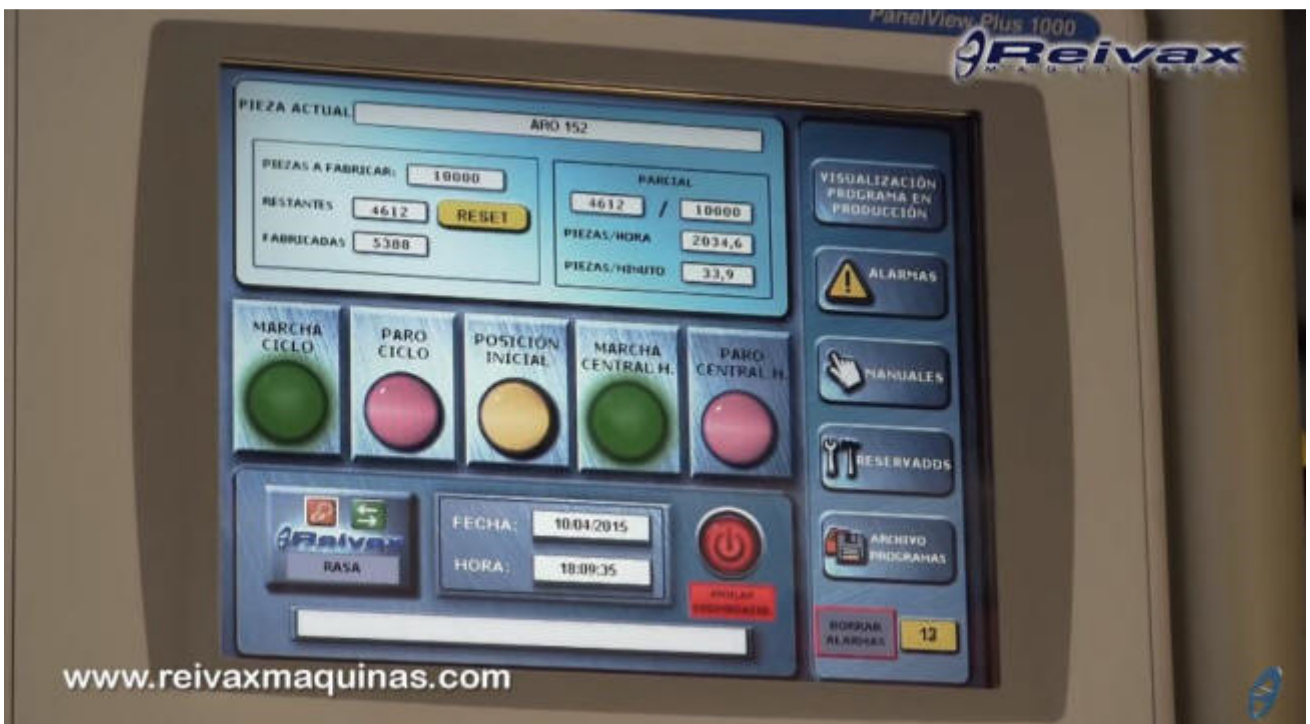 PanelView Plus 1000
Reivax
MAQUINAS
PIEZA ACTUAL
ARO 152
PIEZAS A FABRICAR: 10000
RESTANTES 4612 RESET
FABRICADAS 5388
PARCIAL
4612 / 10000
PIEZAS/HORA 2034,6
PIEZAS/MINUTO 33,9
VISUALIZACIÓN
PROGRAMA EN
PRODUCCIÓN
ALARMAS
MANUALES
RESERVADOS
ARCHIVO
PROGRAMAS
BORRAR
ALARMAS
13
MARCHA
CICLO
PARO
CICLO
POSICIÓN
INICIAL
MARCHA
CENTRAL H.
PARO
CENTRAL H.
Reivax
RASA
FECHA: 10/04/2015
HORA: 18:09:35
www.reivaxmaquinas.com